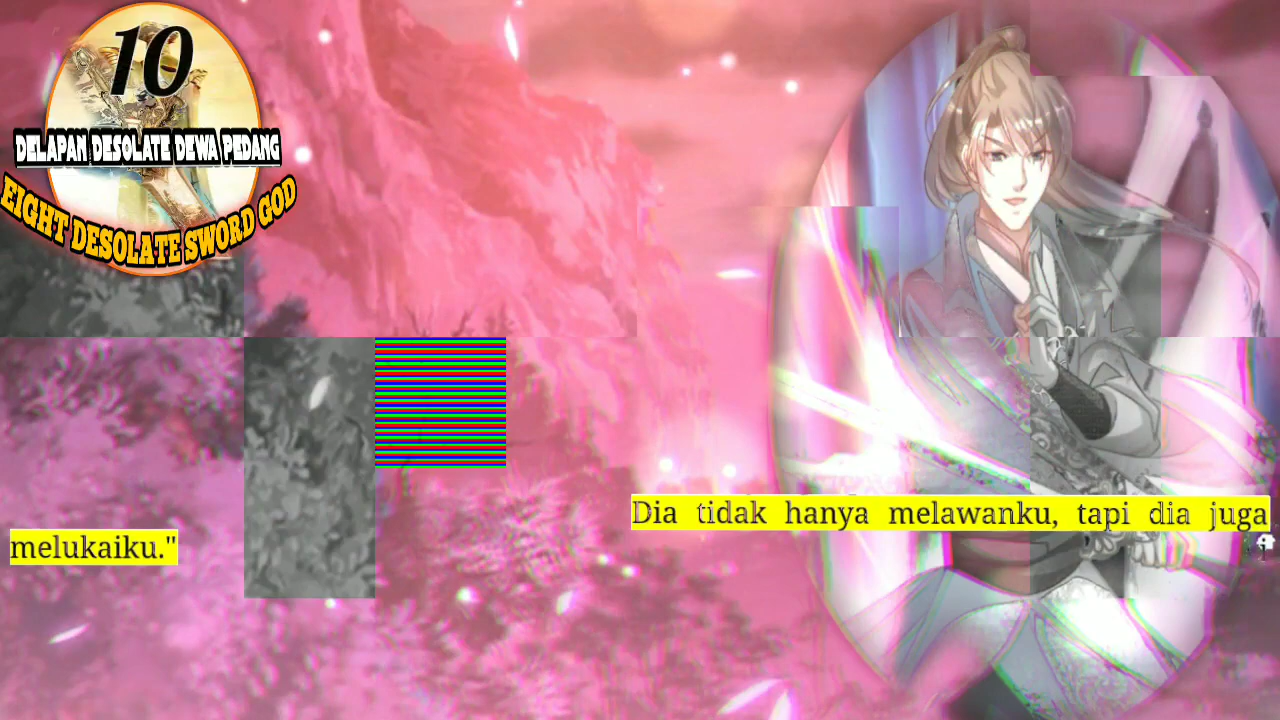 10
DELAPAN DESOLATE DEWA PEDANG
EIGHT DESOLATE SWORD GOD
Dia tidak hanya melawanku, tapi dia juga
melukaiku."